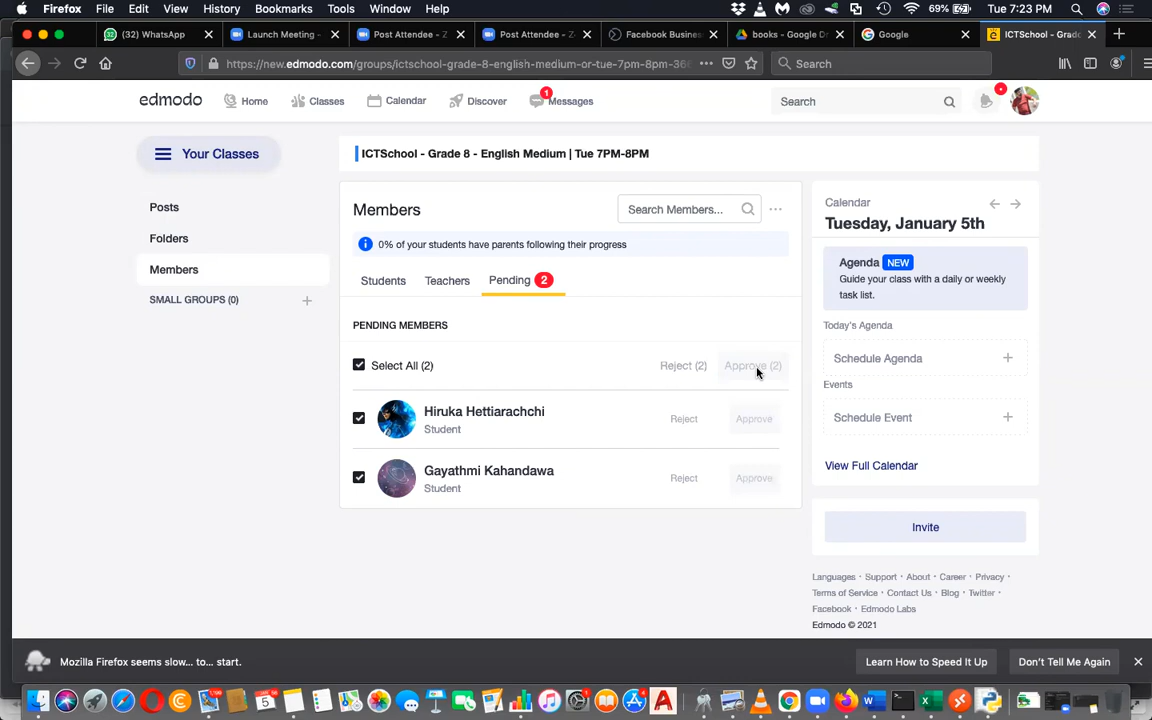 Firefox File Edit View History Bookmarks Tools Window Help 69% Tue 7:23 PM
(32) WhatsApp Launch Meeting - Post Attendee - Z Post Attendee - Z Facebook Busine books - Google D Google ICTSchool - Grad
https://new.edmodo.com/groups/ictschool-grade-8-english-medium-or-tue-7pm-8pm-36 Search
edmodo Home Classes Calendar Discover 1 Messages Search
Your Classes
ICTSchool - Grade 8 - English Medium | Tue 7PM-8PM
Posts
Folders
Members
SMALL GROUPS (0) +
Members Search Members...
0% of your students have parents following their progress
Students Teachers Pending 2
PENDING MEMBERS
Select All (2) Reject (2) Approve (2)
Hiruka Hettiarachchi Reject Approve
Student
Gayathmi Kahandawa Reject Approve
Student
Calendar
Tuesday, January 5th
Agenda NEW
Guide your class with a daily or weekly
task list.
Today's Agenda
Schedule Agenda +
Events
Schedule Event +
View Full Calendar
Invite
Languages · Support · About · Career · Privacy ·
Terms of Service · Contact Us · Blog · Twitter ·
Facebook · Edmodo Labs
Edmodo © 2021
Mozilla Firefox seems slow... to... start. Learn How to Speed It Up Don't Tell Me Again